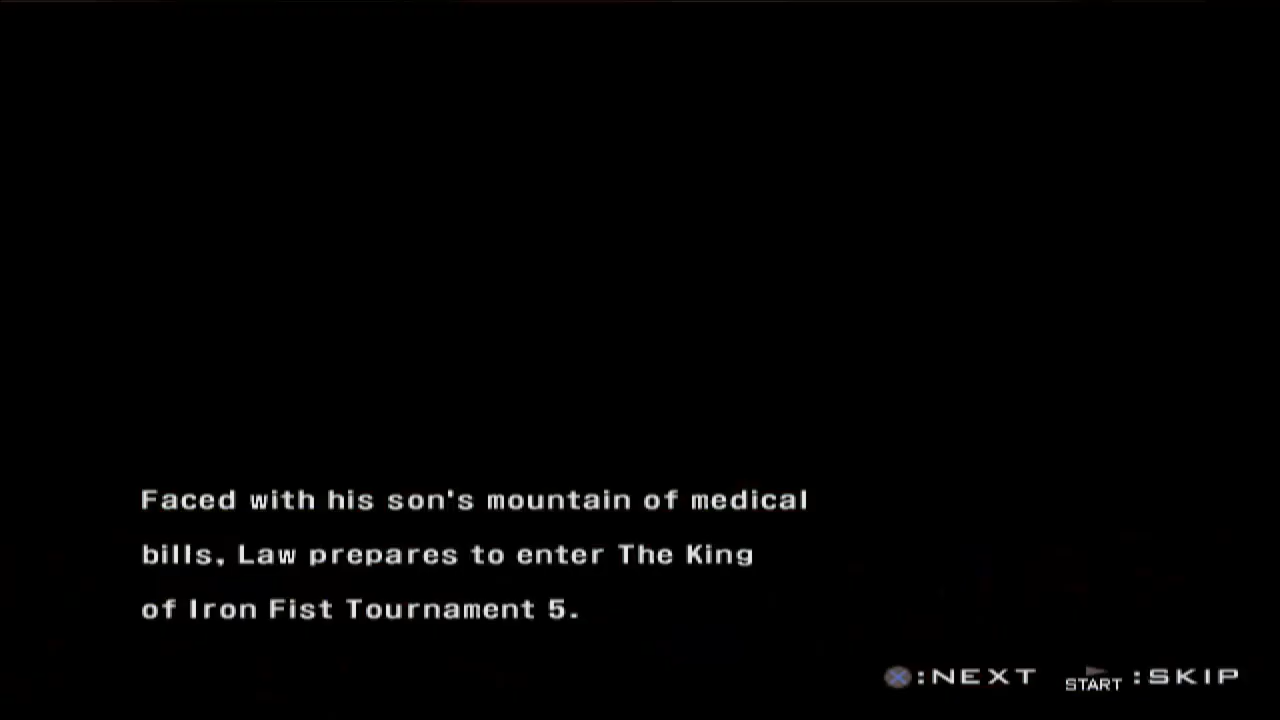 Faced with his son's mountain of medical
bills, Law prepares to enter The King
of Iron Fist Tournament 5.
:NEXT START :SKIP